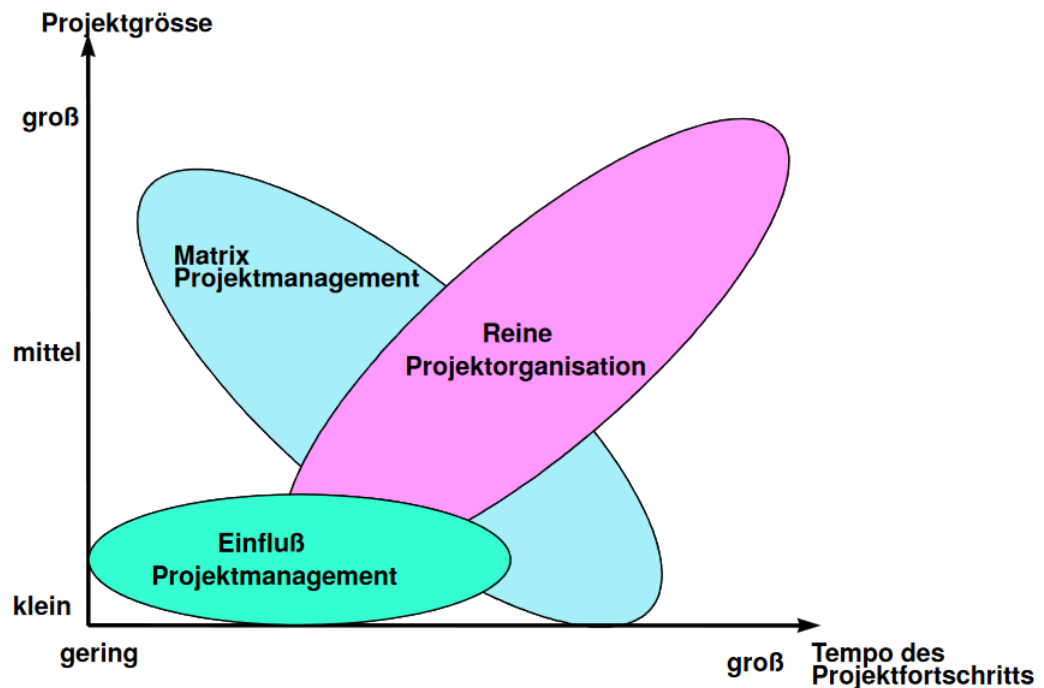 Projektgrösse
groß
Matrix
Projektmanagement
Reine
Projektorganisation
mittel
Einfluß
Projektmanagement
klein
gering
groß
Tempo des
Projektfortschritts